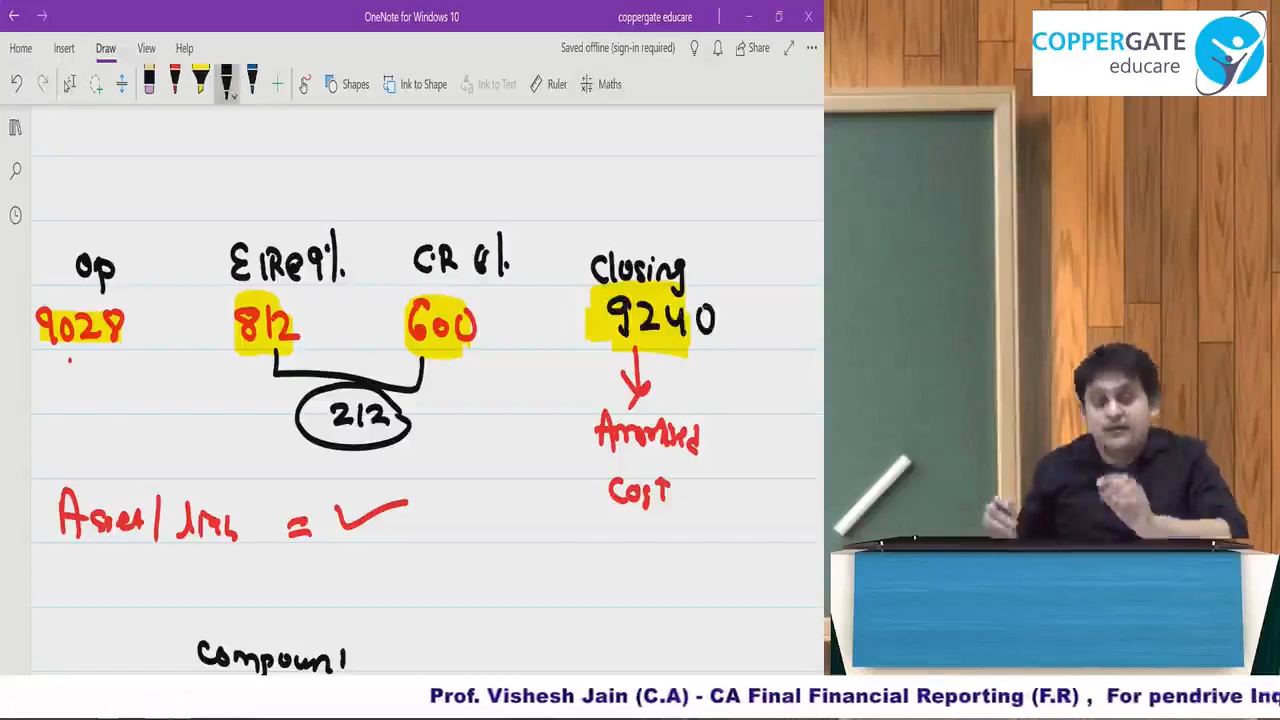 OneNote for Windows 10
coppergate educare
Home Insert Draw View Help
Saved offline (sign-in required)
Share
Shapes
Ink to Shape
Ink to Text
Ruler
Maths
COPPERGATE
educare
OP EIR@9% CR 6% Closing
9028 812 600 9240
212
Amortised
Cost
Asset/ Liab = ✓
Compoun
Prof. Vishesh Jain (C.A) - CA Final Financial Reporting (F.R) , For pendrive Inq